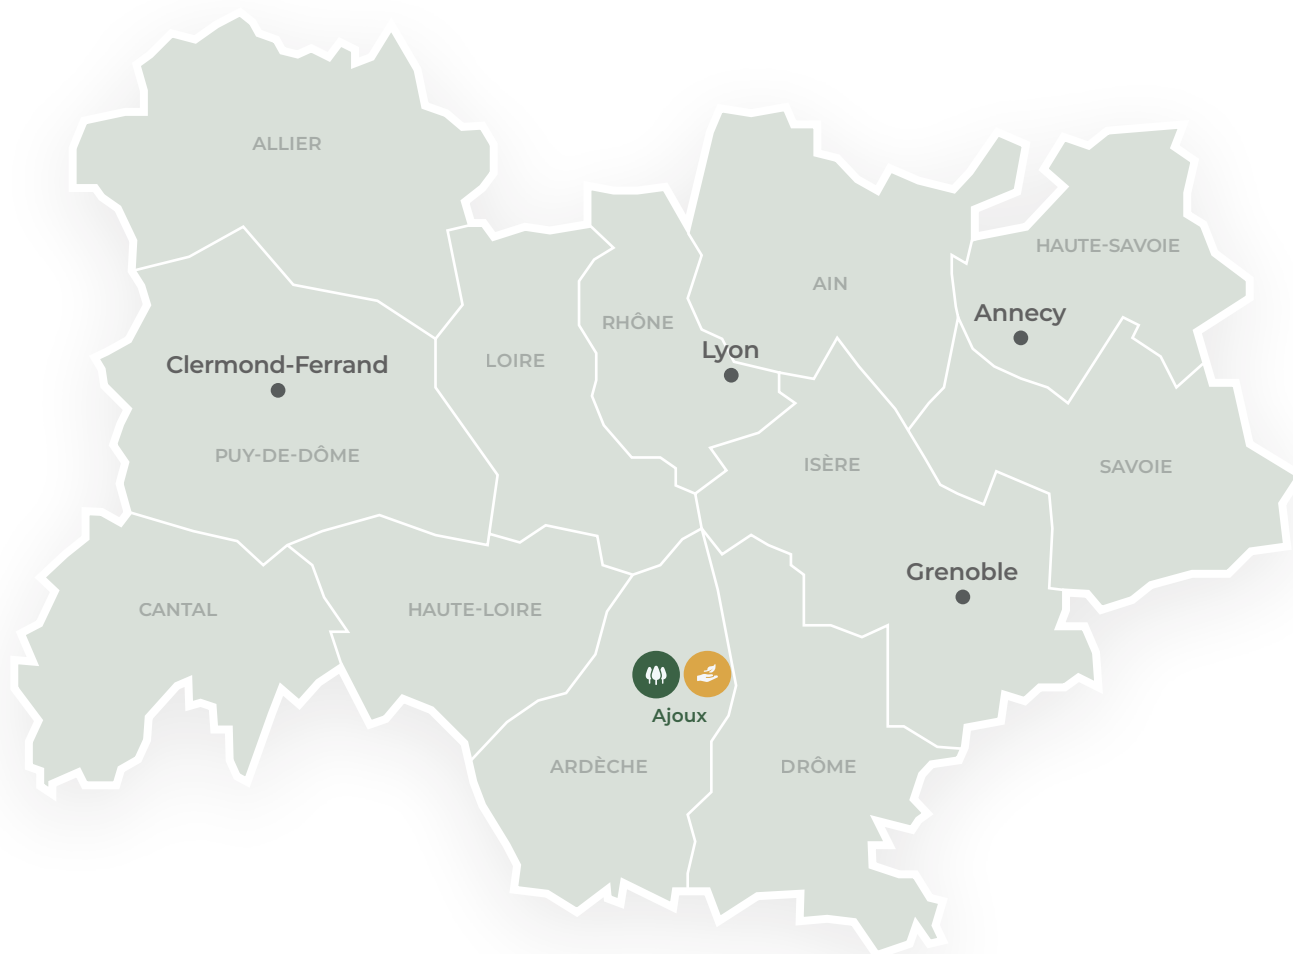 ALLIER
HAUTE-SAVOIE
AIN
Annecy
RHÔNE
Lyon
LOIRE
Clermond-Ferrand
PUY-DE-DÔME
ISÈRE
SAVOIE
Grenoble
CANTAL
HAUTE-LOIRE
Ajoux
ARDÈCHE
DRÔME